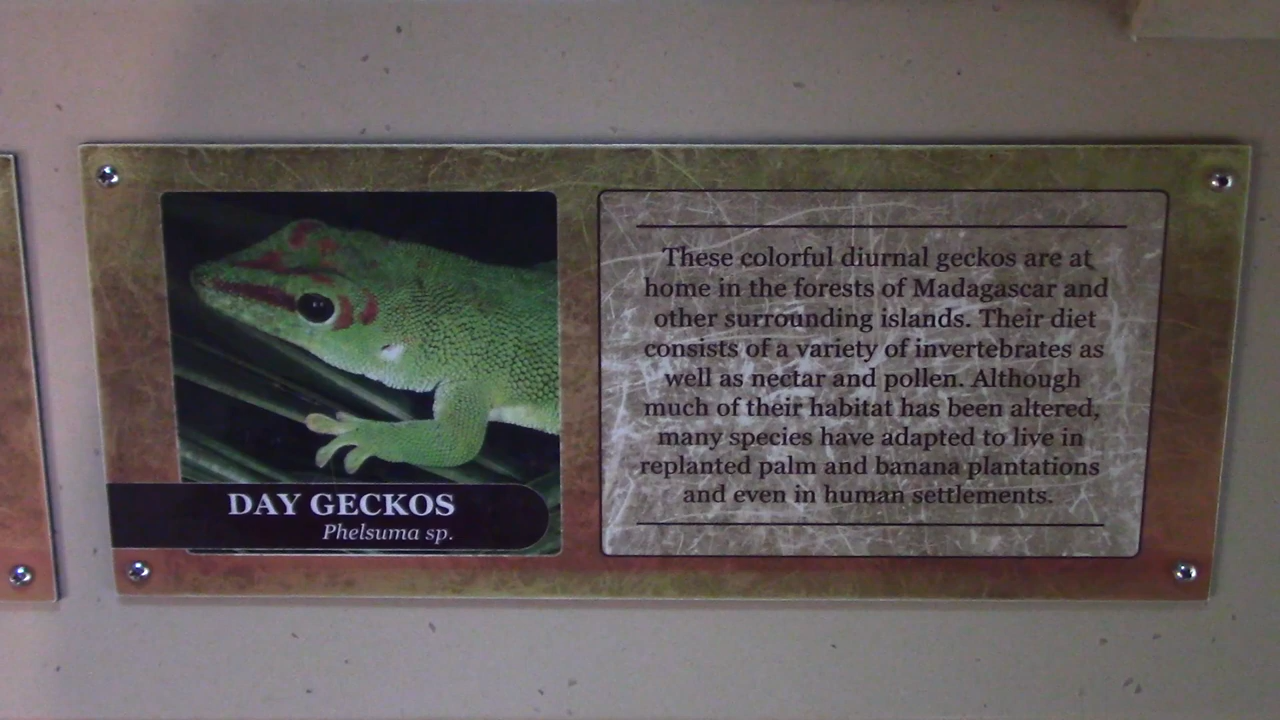 DAY GECKOS
Phelsuma sp.
These colorful diurnal geckos are at
home in the forests of Madagascar and
other surrounding islands. Their diet
consists of a variety of invertebrates as
well as nectar and pollen. Although
much of their habitat has been altered,
many species have adapted to live in
replanted palm and banana plantations
and even in human settlements.